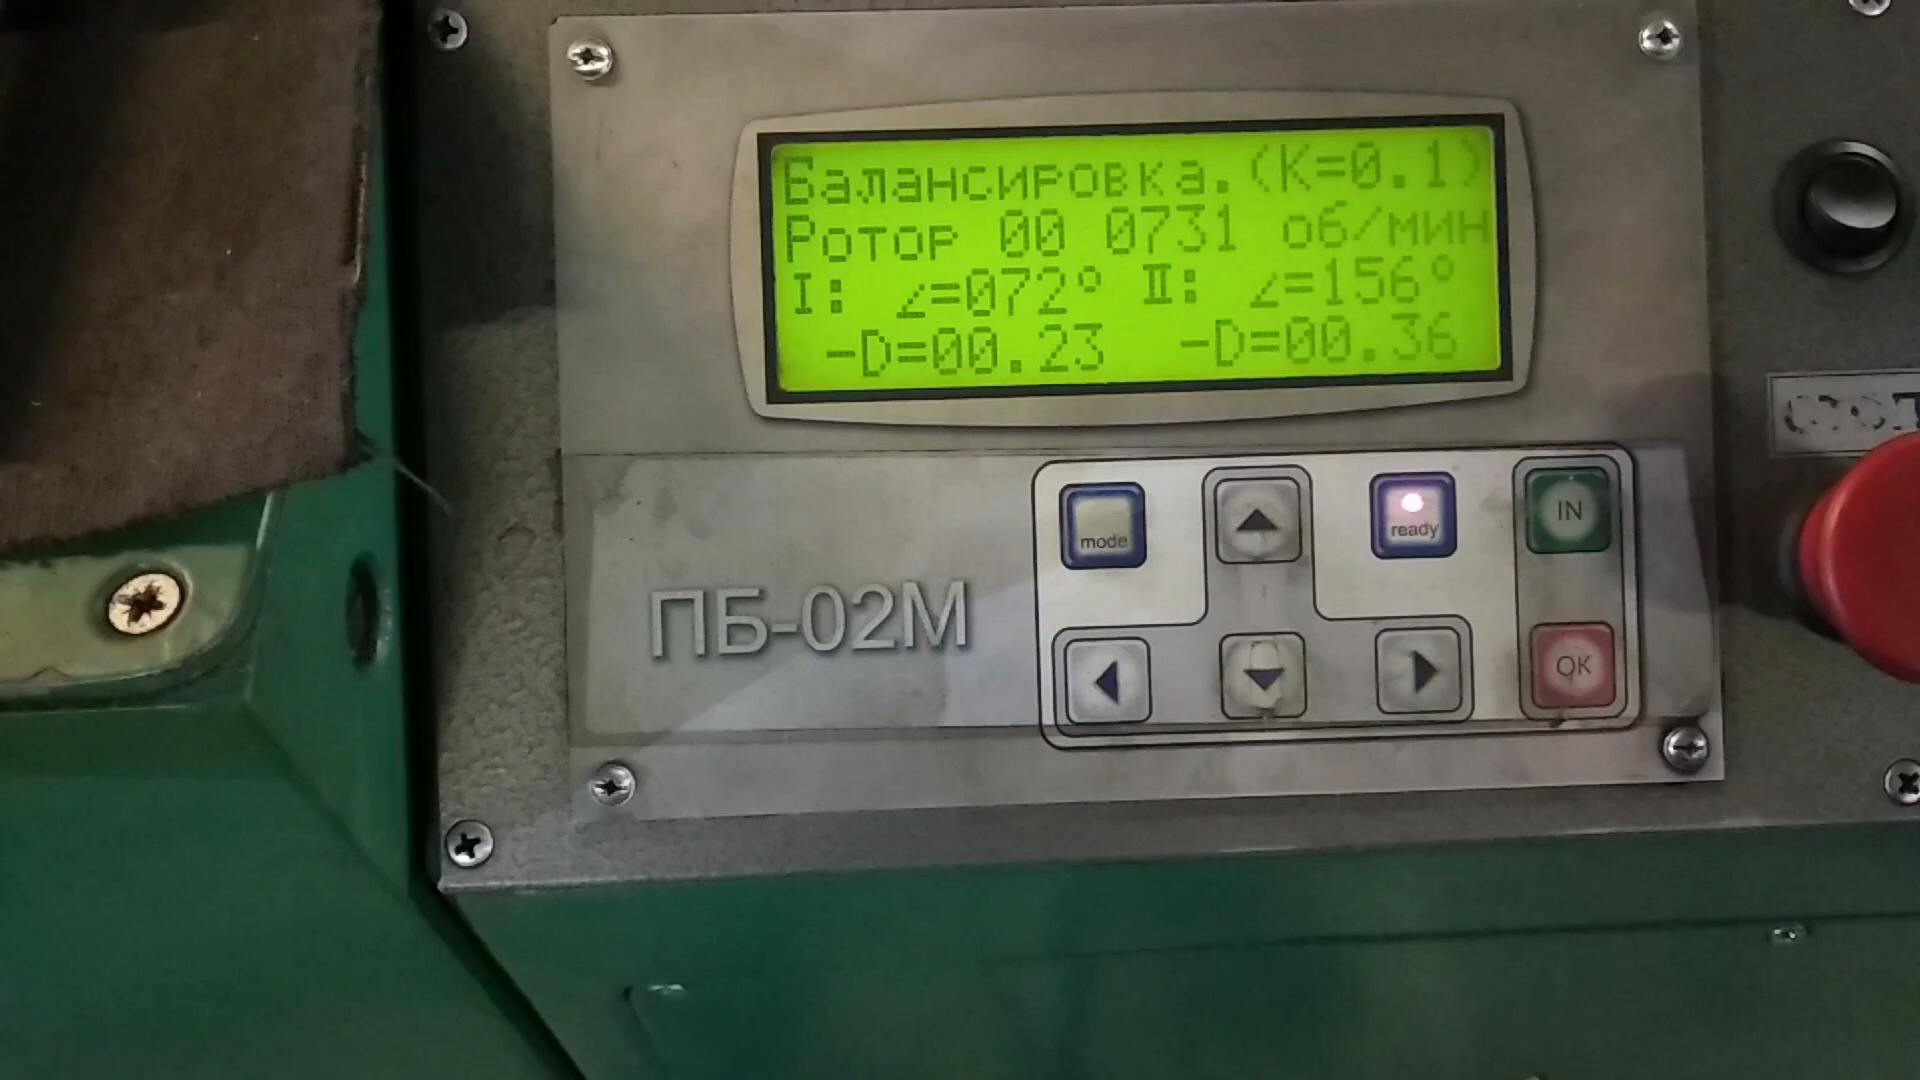 Балансировка.(К=0.1)
Ротор 00 0731 об/мин
I: ∠=072° II: ∠=156°
-D=00.23 -D=00.36
mode
ready
IN
ПБ-02М
OK